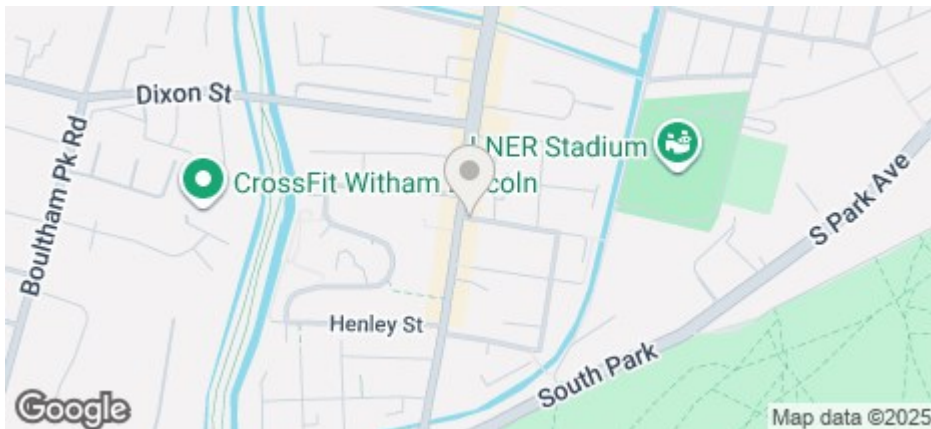 Dixon St
Boultham Pk Rd
CrossFit Witham
coln
LNER Stadium
S Park Ave
Henley St
South Park
Google
Map data ©2025